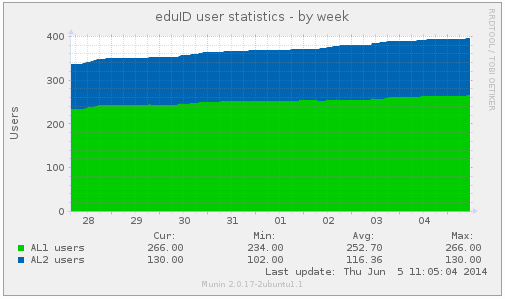 eduID user statistics - by week
RRDTOOL / TOBI OETIKER
Users
400
300
200
100
0
28 29 30 31 01 02 03 04
Cur: Min: Avg: Max:
AL1 users 266.00 234.00 252.70 266.00
AL2 users 130.00 102.00 116.36 130.00
Last update: Thu Jun 5 11:05:04 2014
Munin 2.0.17-2ubuntu1.1